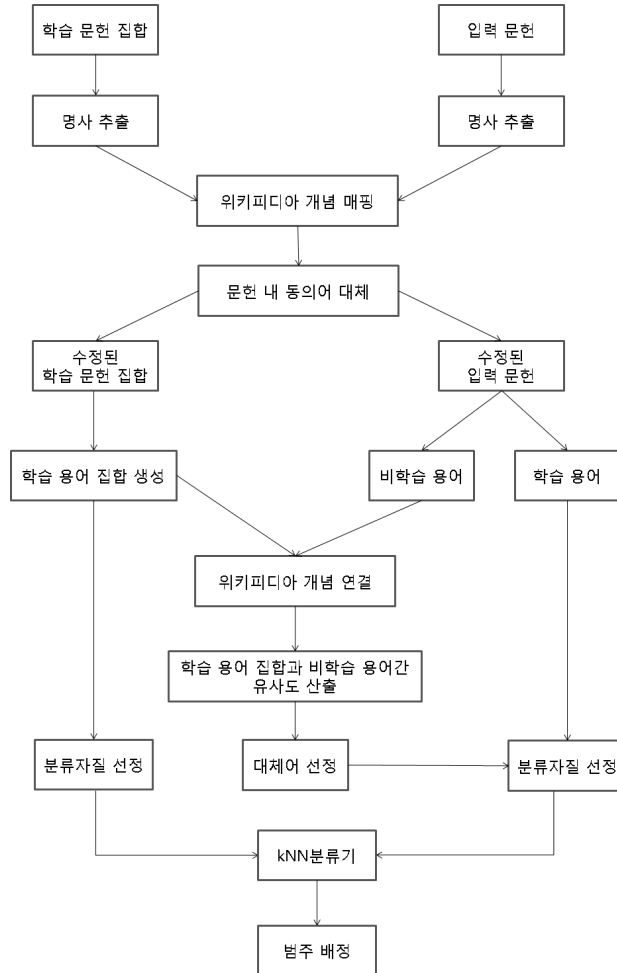 학습 문헌 집합
입력 문헌
명사 추출
명사 추출
위키피디아 개념 매핑
문헌 내 동의어 대체
수정된
학습 문헌 집합
수정된
입력 문헌
학습 용어 집합 생성
비학습 용어
학습 용어
위키피디아 개념 연결
학습 용어 집합과 비학습 용어간
유사도 산출
분류자질 선정
대체어 선정
분류자질 선정
kNN분류기
범주 배정